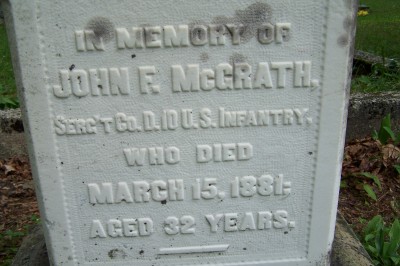 IN MEMORY OF
JOHN F. McGRATH,
SERG'T CO. D. 10 U.S. INFANTRY,
WHO DIED
MARCH 15, 1881:
AGED 32 YEARS.